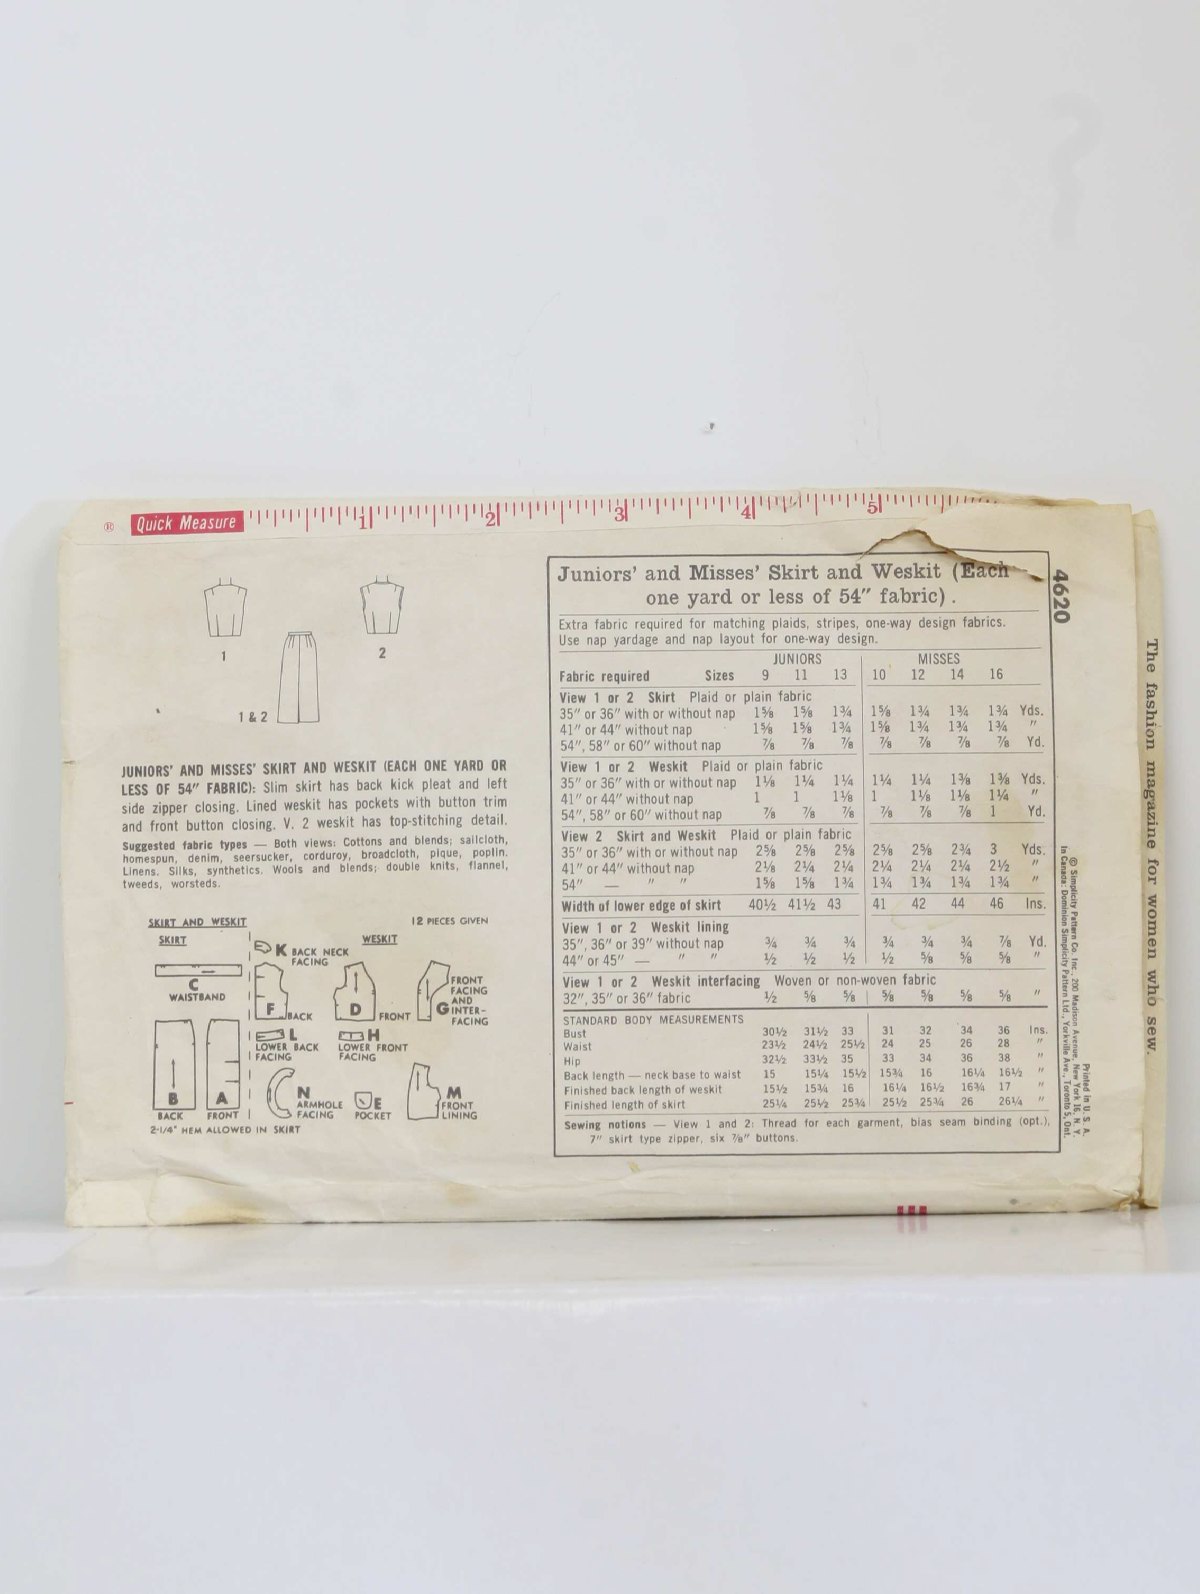 ® Quick Measure 1 2 3 4 5
1
2
1 & 2
JUNIORS' AND MISSES' SKIRT AND WESKIT (EACH ONE YARD OR
LESS OF 54" FABRIC): Slim skirt has back kick pleat and left
side zipper closing. Lined weskit has pockets with button trim
and front button closing. V. 2 weskit has top-stitching detail.
Suggested fabric types — Both views: Cottons and blends; sailcloth,
homespun, denim, seersucker, corduroy, broadcloth, pique, poplin.
Linens. Silks, synthetics. Wools and blends; double knits, flannel,
tweeds, worsteds.
SKIRT AND WESKIT 12 PIECES GIVEN
SKIRT
WESKIT
K BACK NECK
FACING
C
WAISTBAND
F BACK
D FRONT
FRONT
FACING
AND
G INTER-
FACING
L
LOWER BACK
FACING
H
LOWER FRONT
FACING
B
BACK
A
FRONT
N
ARMHOLE
FACING
E
POCKET
M
FRONT
LINING
2-1/4" HEM ALLOWED IN SKIRT
Juniors' and Misses' Skirt and Weskit (Each
one yard or less of 54" fabric).
Extra fabric required for matching plaids, stripes, one-way design fabrics.
Use nap yardage and nap layout for one-way design.
JUNIORS MISSES
Fabric required Sizes 9 11 13 10 12 14 16
View 1 or 2 Skirt Plaid or plain fabric
35" or 36" with or without nap 1⅝ 1⅝ 1¾ 1⅝ 1¾ 1¾ 1¾ Yds.
41" or 44" without nap 1⅝ 1⅝ 1¾ 1⅝ 1¾ 1¾ 1¾ "
54", 58" or 60" without nap ⅞ ⅞ ⅞ ⅞ ⅞ ⅞ ⅞ Yd.
View 1 or 2 Weskit Plaid or plain fabric
35" or 36" with or without nap 1⅛ 1¼ 1¼ 1¼ 1¼ 1⅜ 1⅜ Yds.
41" or 44" without nap 1 1 1⅛ 1 1⅛ 1⅛ 1¼ "
54", 58" or 60" without nap ⅞ ⅞ ⅞ ⅞ ⅞ ⅞ 1 Yd.
View 2 Skirt and Weskit Plaid or plain fabric
35" or 36" with or without nap 2⅝ 2⅝ 2⅝ 2⅝ 2⅝ 2¾ 3 Yds.
41" or 44" without nap 2⅛ 2¼ 2¼ 2¼ 2¼ 2¼ 2½ "
54" — " " 1⅝ 1⅝ 1¾ 1¾ 1¾ 1¾ 1¾ "
Width of lower edge of skirt 40½ 41½ 43 41 42 44 46 Ins.
View 1 or 2 Weskit lining
35", 36" or 39" without nap ¾ ¾ ¾ ¾ ¾ ¾ ⅞ Yd.
44" or 45" — " " ½ ½ ½ ½ ⅝ ⅝ ⅝ "
View 1 or 2 Weskit interfacing Woven or non-woven fabric
32", 35" or 36" fabric ½ ⅝ ⅝ ⅝ ⅝ ⅝ ⅝ "
STANDARD BODY MEASUREMENTS
Bust 30½ 31½ 33 31 32 34 36 Ins.
Waist 23½ 24½ 25½ 24 25 26 28 "
Hip 32½ 33½ 35 33 34 36 38 "
Back length — neck base to waist 15 15¼ 15½ 15¾ 16 16¼ 16½ "
Finished back length of weskit 15½ 15¾ 16 16¼ 16½ 16¾ 17 "
Finished length of skirt 25¼ 25½ 25¾ 25½ 25¾ 26 26¼ "
Sewing notions — View 1 and 2: Thread for each garment, bias seam binding (opt.),
7" skirt type zipper, six ⅞" buttons.
4620
© Simplicity Pattern Co. Inc., 200 Madison Avenue, New York 16, N. Y.
In Canada: Dominion Simplicity Pattern Ltd., Yorkville Ave., Toronto 5, Ont.
Printed in U. S. A.
The fashion magazine for women who sew.